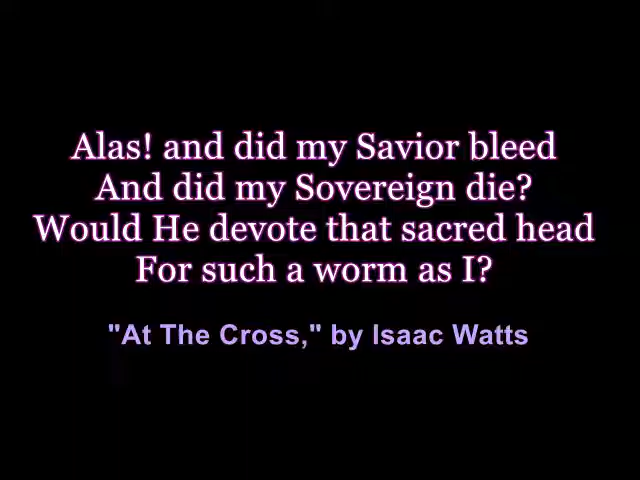 Alas! and did my Savior bleed
And did my Sovereign die?
Would He devote that sacred head
For such a worm as I?
"At The Cross," by Isaac Watts